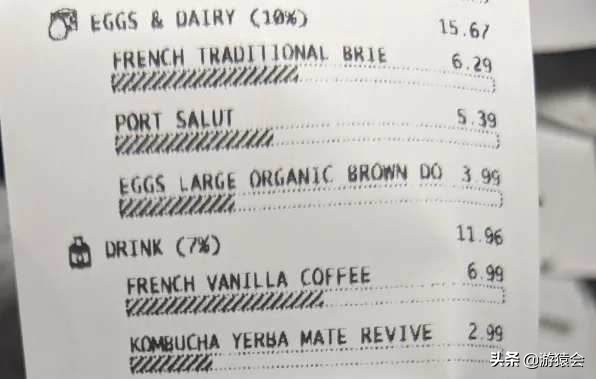 EGGS & DAIRY (10%) 15.67
FRENCH TRADITIONAL BRIE 6.29
PORT SALUT 5.39
EGGS LARGE ORGANIC BROWN DO 3.99
DRINK (7%) 11.96
FRENCH VANILLA COFFEE 6.99
KOMBUCHA YERBA MATE REVIVE 2.99
头条 @游猿会